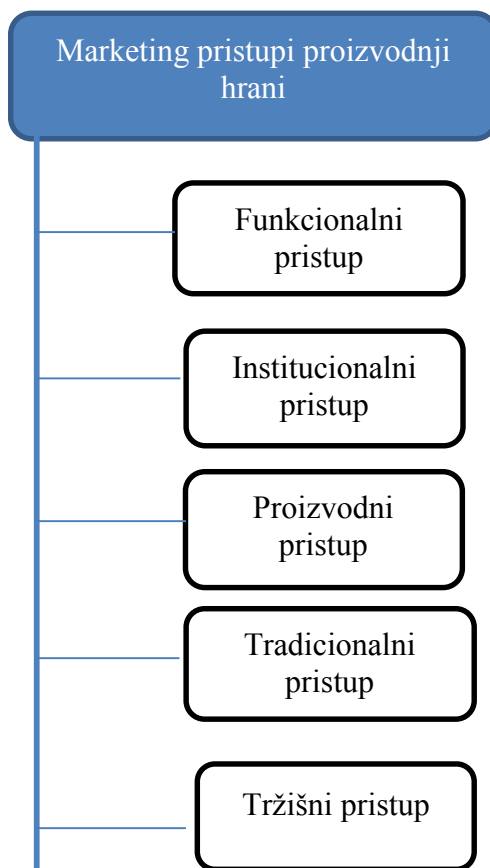 Marketing pristupi proizvodnji
hrani
Funkcionalni
pristup
Institucionalni
pristup
Proizvodni
pristup
Tradicionalni
pristup
Tržišni pristup